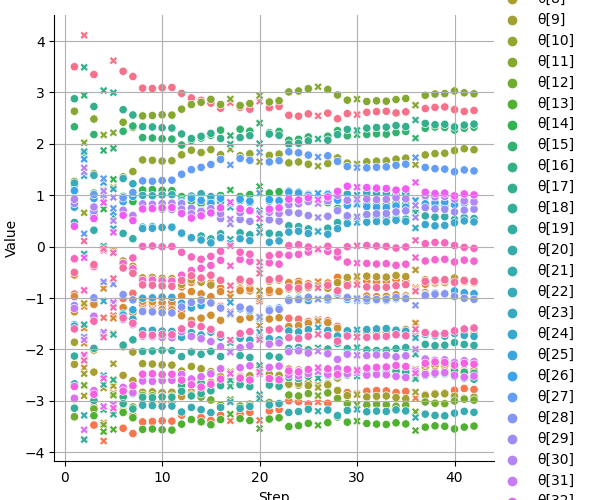 θ[9]
θ[10]
θ[11]
θ[12]
θ[13]
θ[14]
θ[15]
θ[16]
θ[17]
θ[18]
θ[19]
θ[20]
θ[21]
θ[22]
θ[23]
θ[24]
θ[25]
θ[26]
θ[27]
θ[28]
θ[29]
θ[30]
θ[31]
4
3
2
1
0
−1
−2
−3
−4
Value
0
10
20
30
40
Step